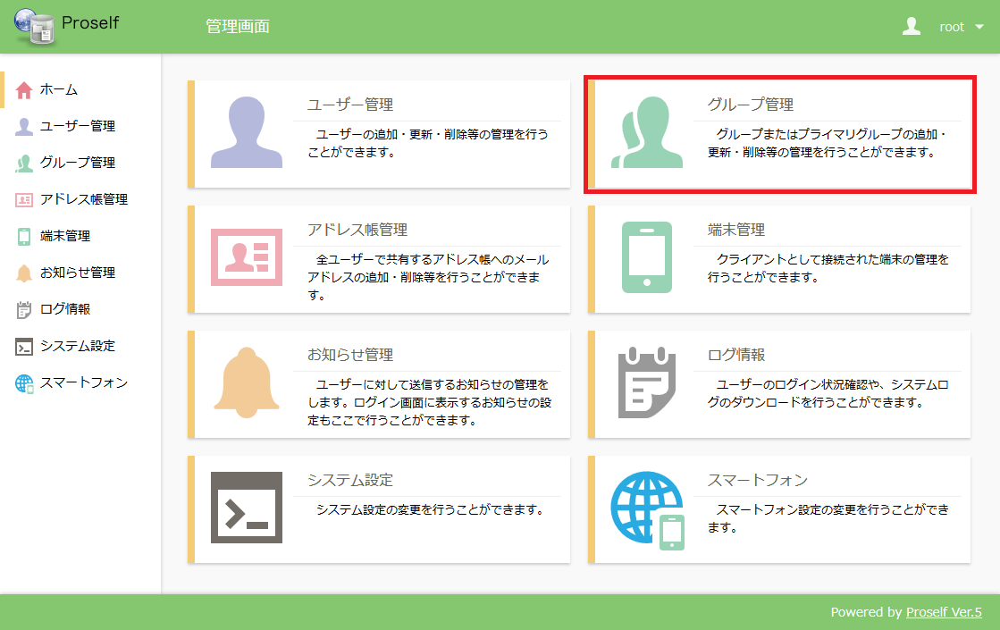 Proself
管理画面
root
ホーム
ユーザー管理
グループ管理
アドレス帳管理
端末管理
お知らせ管理
ログ情報
システム設定
スマートフォン
ユーザー管理
ユーザーの追加・更新・削除等の管理を行う
ことができます。
グループ管理
グループまたはプライマリグループの追加・
更新・削除等の管理を行うことができます。
アドレス帳管理
全ユーザーで共有するアドレス帳へのメール
アドレスの追加・削除等を行うことができま
す。
端末管理
クライアントとして接続された端末の管理を
行うことができます。
お知らせ管理
ユーザーに対して送信するお知らせの管理を
します。ログイン画面に表示するお知らせの設
定もここで行うことができます。
ログ情報
ユーザーのログイン状況確認や、システムロ
グのダウンロードを行うことができます。
システム設定
システム設定の変更を行うことができます。
スマートフォン
スマートフォン設定の変更を行うことができ
ます。
Powered by Proself Ver.5